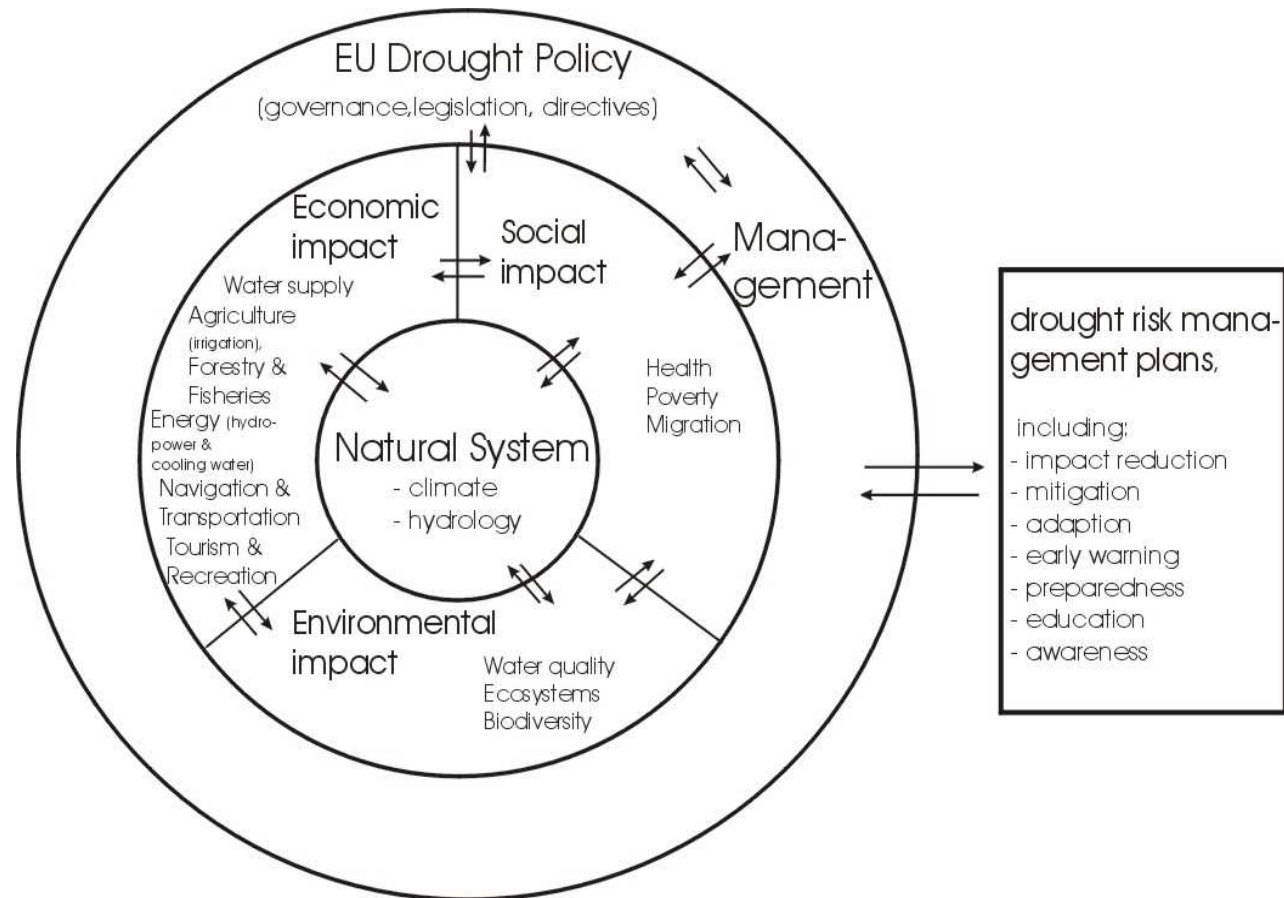 EU Drought Policy
(governance,legislation, directives)
Economic
impact
Social
impact
Mana-
gement
Water supply
Agriculture
(irrigation),
Forestry &
Fisheries
Energy (hydro-
power &
cooling water)
Navigation &
Transportation
Tourism &
Recreation
Health
Poverty
Migration
Natural System
- climate
- hydrology
Environmental
impact
Water quality
Ecosystems
Biodiversity
drought risk mana-
gement plans,
including:
- impact reduction
- mitigation
- adaption
- early warning
- preparedness
- education
- awareness